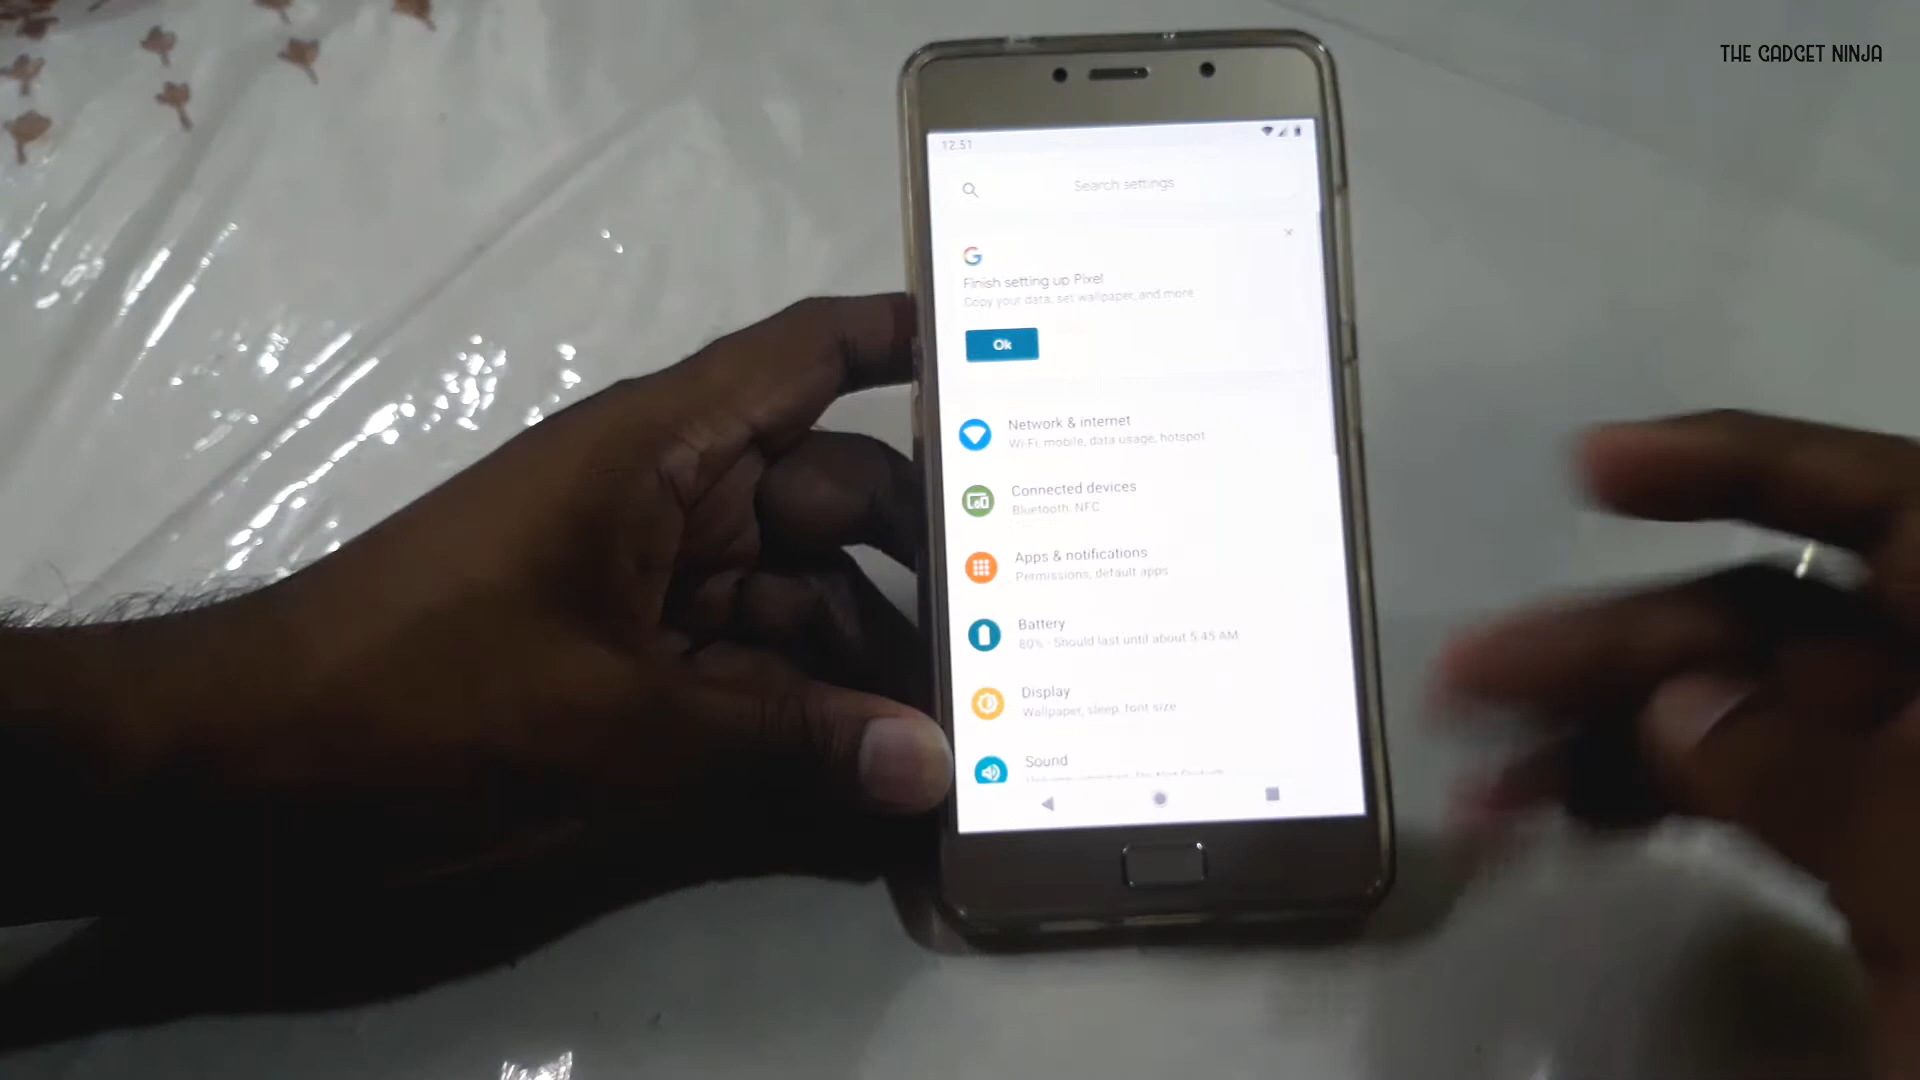 THE GADGET NINJA
12:51
Search settings
Finish setting up Pixel
Copy your data, set wallpaper, and more
Ok
Network & internet
Wi-Fi, mobile, data usage, hotspot
Connected devices
Bluetooth, NFC
Apps & notifications
Permissions, default apps
Battery
80% - Should last until about 5:45 AM
Display
Wallpaper, sleep, font size
Sound